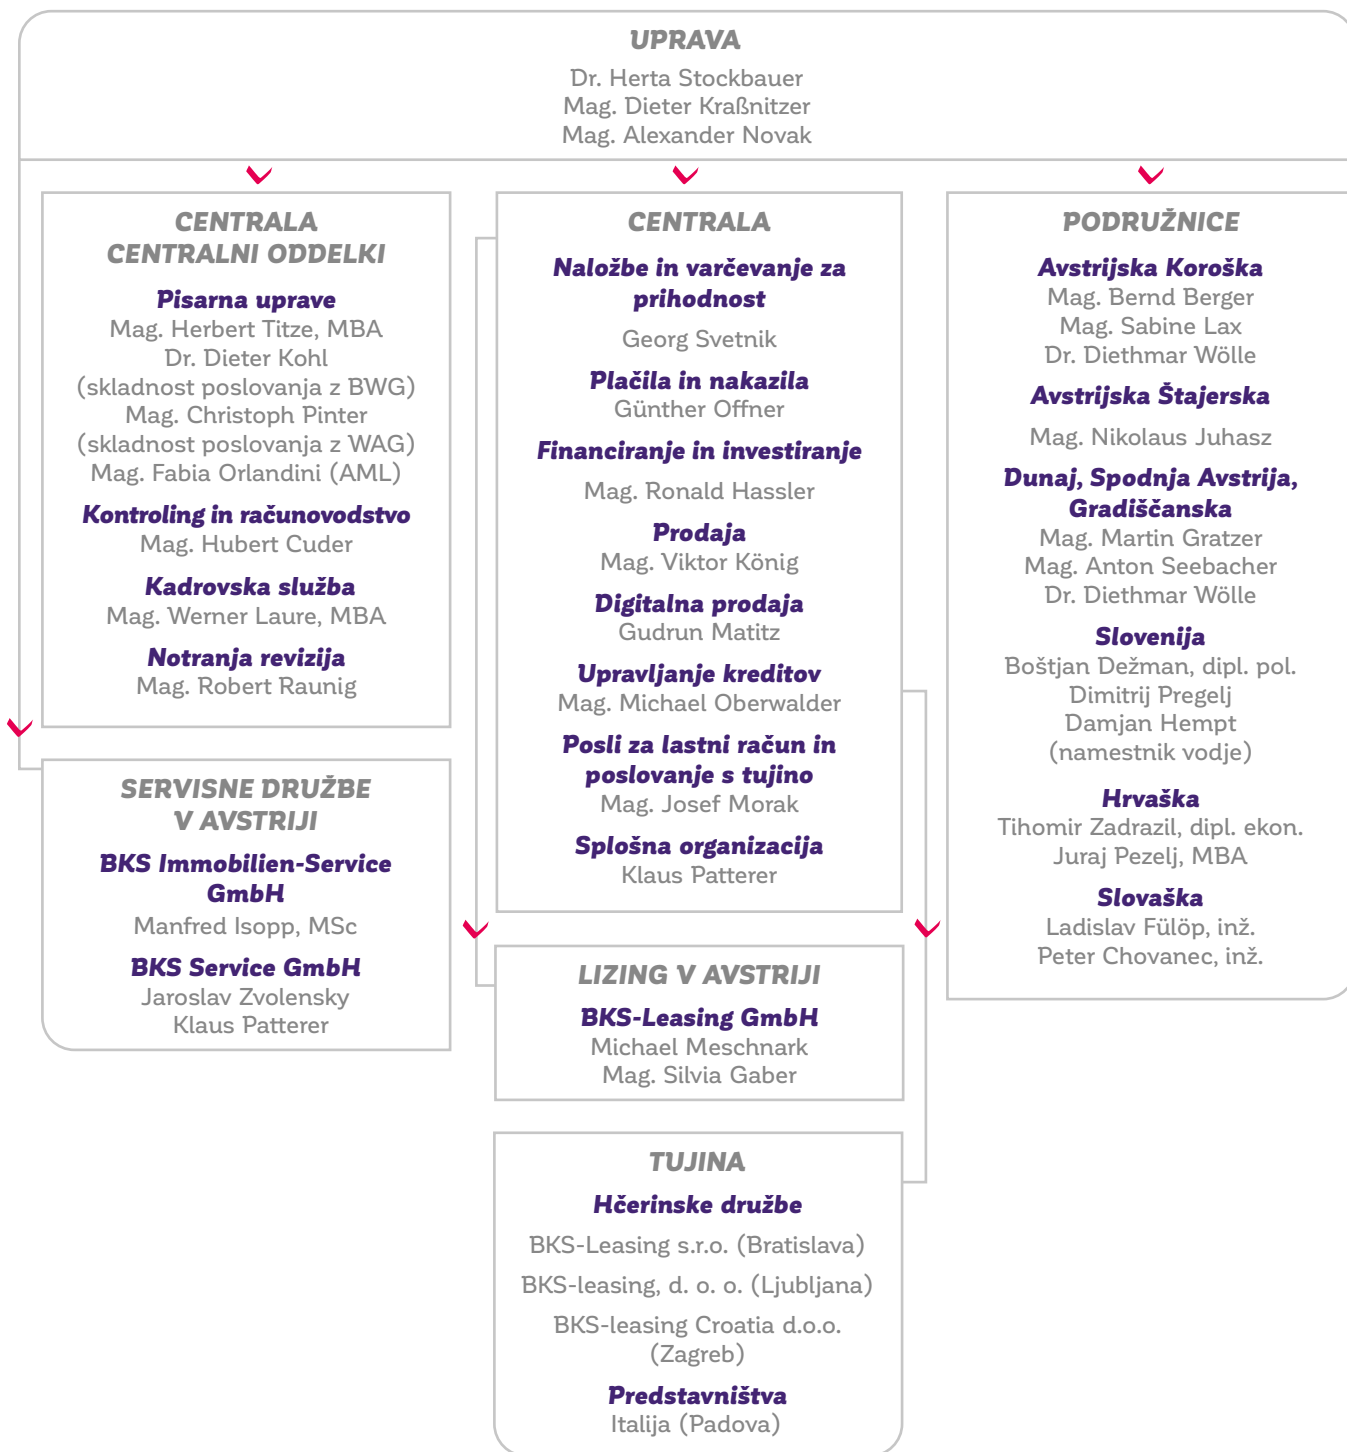 UPRAVA
Dr. Herta Stockbauer
Mag. Dieter Kraßnitzer
Mag. Alexander Novak
CENTRALA
CENTRALNI ODDELKI
Pisarna uprave
Mag. Herbert Titze, MBA
Dr. Dieter Kohl
(skladnost poslovanja z BWG)
Mag. Christoph Pinter
(skladnost poslovanja z WAG)
Mag. Fabia Orlandini (AML)
Kontroling in računovodstvo
Mag. Hubert Cuder
Kadrovska služba
Mag. Werner Laure, MBA
Notranja revizija
Mag. Robert Raunig
SERVISNE DRUŽBE
V AVSTRIJI
BKS Immobilien-Service
GmbH
Manfred Isopp, MSc
BKS Service GmbH
Jaroslav Zvolensky
Klaus Patterer
CENTRALA
Naložbe in varčevanje za
prihodnost
Georg Svetnik
Plačila in nakazila
Günther Offner
Financiranje in investiranje
Mag. Ronald Hassler
Prodaja
Mag. Viktor König
Digitalna prodaja
Gudrun Matitz
Upravljanje kreditov
Mag. Michael Oberwalder
Posli za lastni račun in
poslovanje s tujino
Mag. Josef Morak
Splošna organizacija
Klaus Patterer
LIZING V AVSTRIJI
BKS-Leasing GmbH
Michael Meschnark
Mag. Silvia Gaber
TUJINA
Hčerinske družbe
BKS-Leasing s.r.o. (Bratislava)
BKS-leasing, d. o. o. (Ljubljana)
BKS-leasing Croatia d.o.o.
(Zagreb)
Predstavništva
Italija (Padova)
PODRUŽNICE
Avstrijska Koroška
Mag. Bernd Berger
Mag. Sabine Lax
Dr. Diethmar Wölle
Avstrijska Štajerska
Mag. Nikolaus Juhasz
Dunaj, Spodnja Avstrija,
Gradiščanska
Mag. Martin Gratzer
Mag. Anton Seebacher
Dr. Diethmar Wölle
Slovenija
Boštjan Dežman, dipl. pol.
Dimitrij Pregelj
Damjan Hempt
(namestnik vodje)
Hrvaška
Tihomir Zadrazil, dipl. ekon.
Juraj Pezelj, MBA
Slovaška
Ladislav Fülöp, inž.
Peter Chovanec, inž.